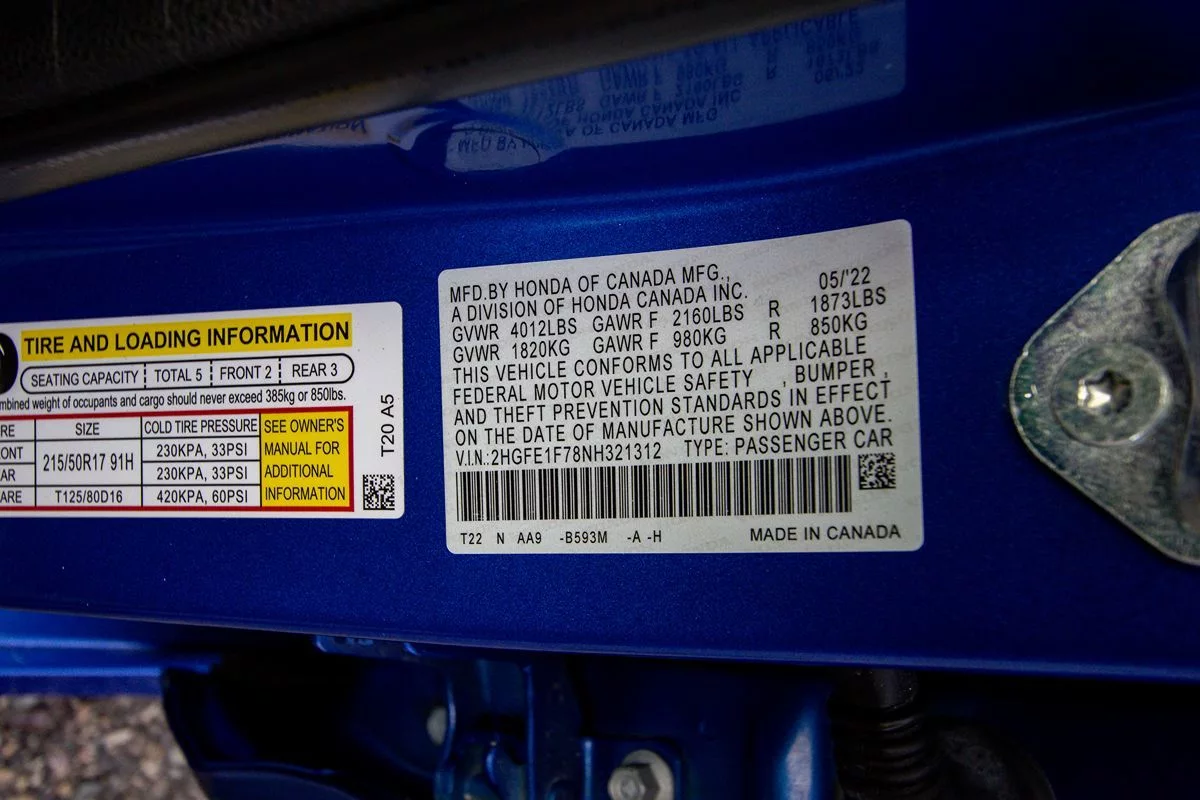 TIRE AND LOADING INFORMATION
SEATING CAPACITY TOTAL 5 FRONT 2 REAR 3
mbined weight of occupants and cargo should never exceed 385kg or 850lbs.
RE SIZE COLD TIRE PRESSURE SEE OWNER'S
ONT 215/50R17 91H 230KPA, 33PSI MANUAL FOR
AR 230KPA, 33PSI ADDITIONAL
ARE T125/80D16 420KPA, 60PSI INFORMATION
T20 A5
MFD.BY HONDA OF CANADA MFG., 05/'22
A DIVISION OF HONDA CANADA INC.
GVWR 4012LBS GAWR F 2160LBS R 1873LBS
GVWR 1820KG GAWR F 980KG R 850KG
THIS VEHICLE CONFORMS TO ALL APPLICABLE
FEDERAL MOTOR VEHICLE SAFETY , BUMPER ,
AND THEFT PREVENTION STANDARDS IN EFFECT
ON THE DATE OF MANUFACTURE SHOWN ABOVE.
V.I.N.:2HGFE1F78NH321312 TYPE: PASSENGER CAR
T22 N AA9 -B593M -A -H MADE IN CANADA